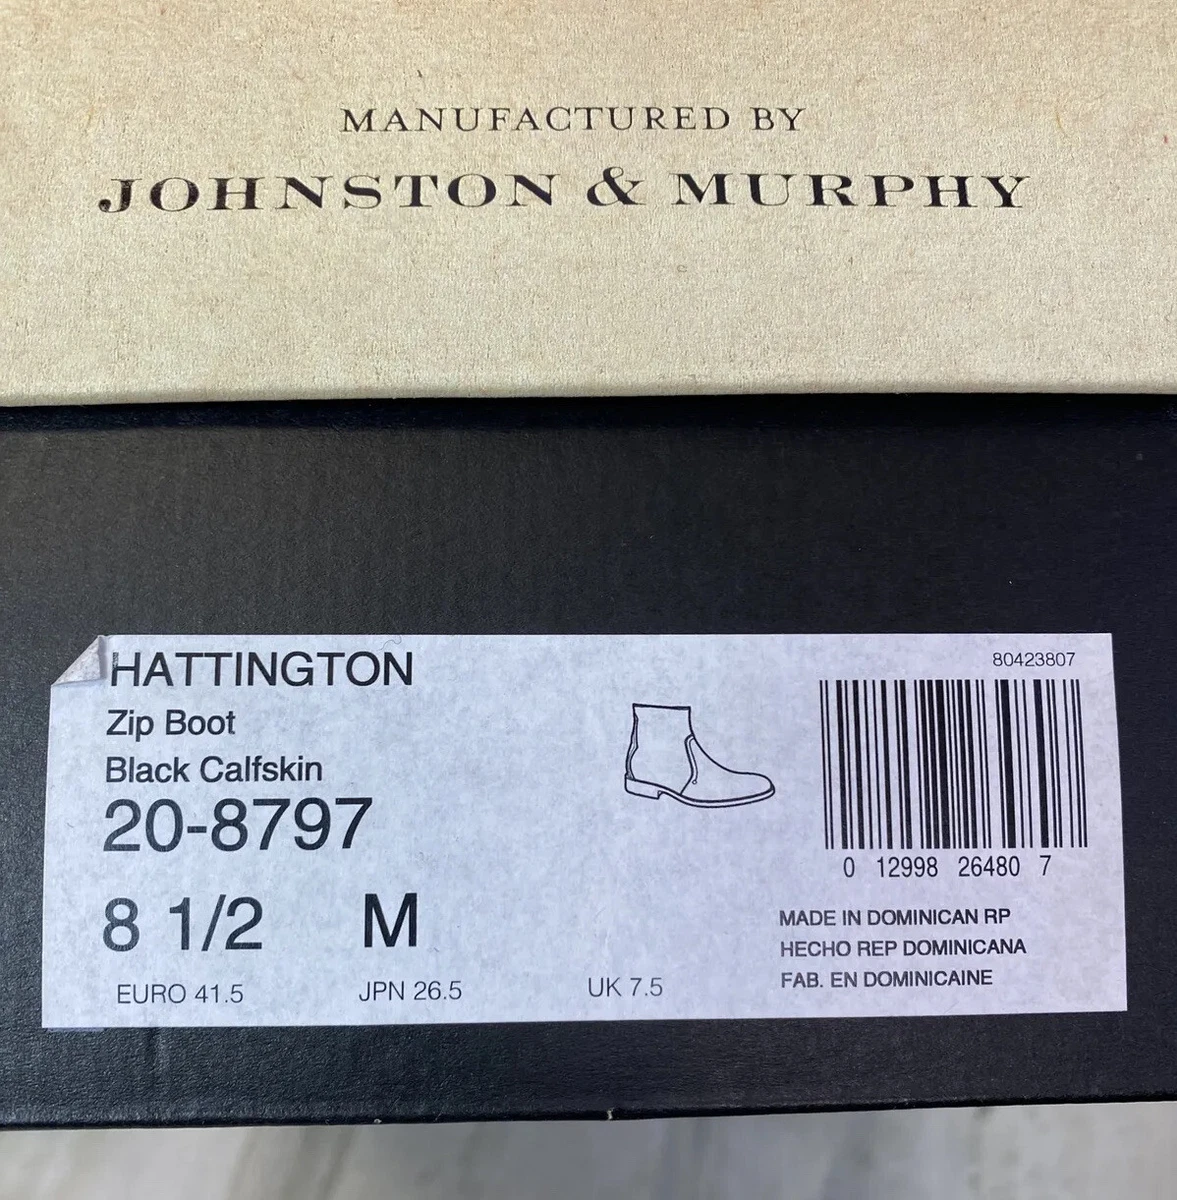 MANUFACTURED BY
JOHNSTON & MURPHY
HATTINGTON
Zip Boot
Black Calfskin
20-8797
8 1/2 M
EURO 41.5 JPN 26.5 UK 7.5
80423807
0 12998 26480 7
MADE IN DOMINICAN RP
HECHO REP DOMINICANA
FAB. EN DOMINICAINE